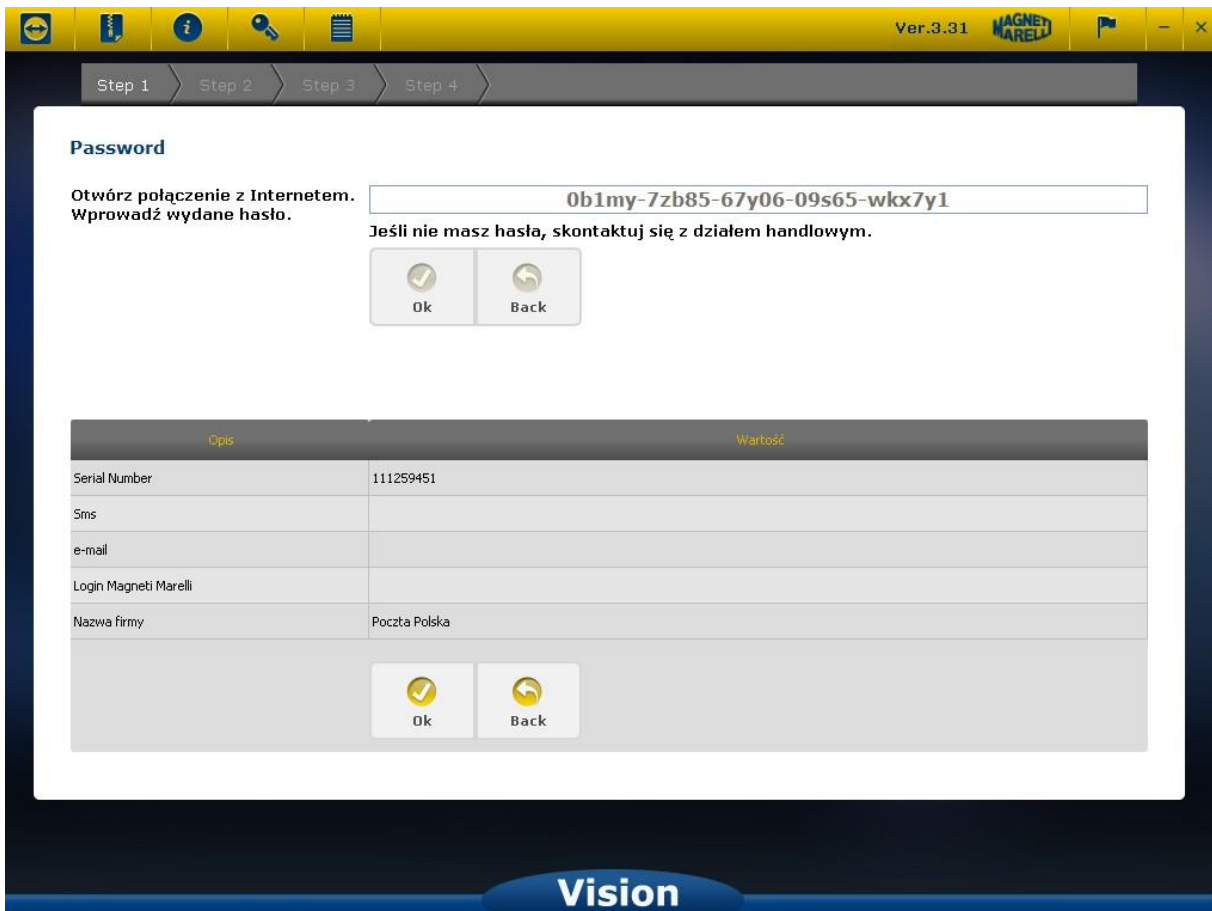 Ver.3.31
MAGNETI
MARELLI
Step 1
Step 2
Step 3
Step 4
Password
Otwórz połączenie z Internetem.
Wprowadź wydane hasło.
0b1my-7zb85-67y06-09s65-wkx7y1
Jeśli nie masz hasła, skontaktuj się z działem handlowym.
Ok
Back
Opis
Wartość
Serial Number
111259451
Sms
e-mail
Login Magneti Marelli
Nazwa firmy
Poczta Polska
Ok
Back
Vision